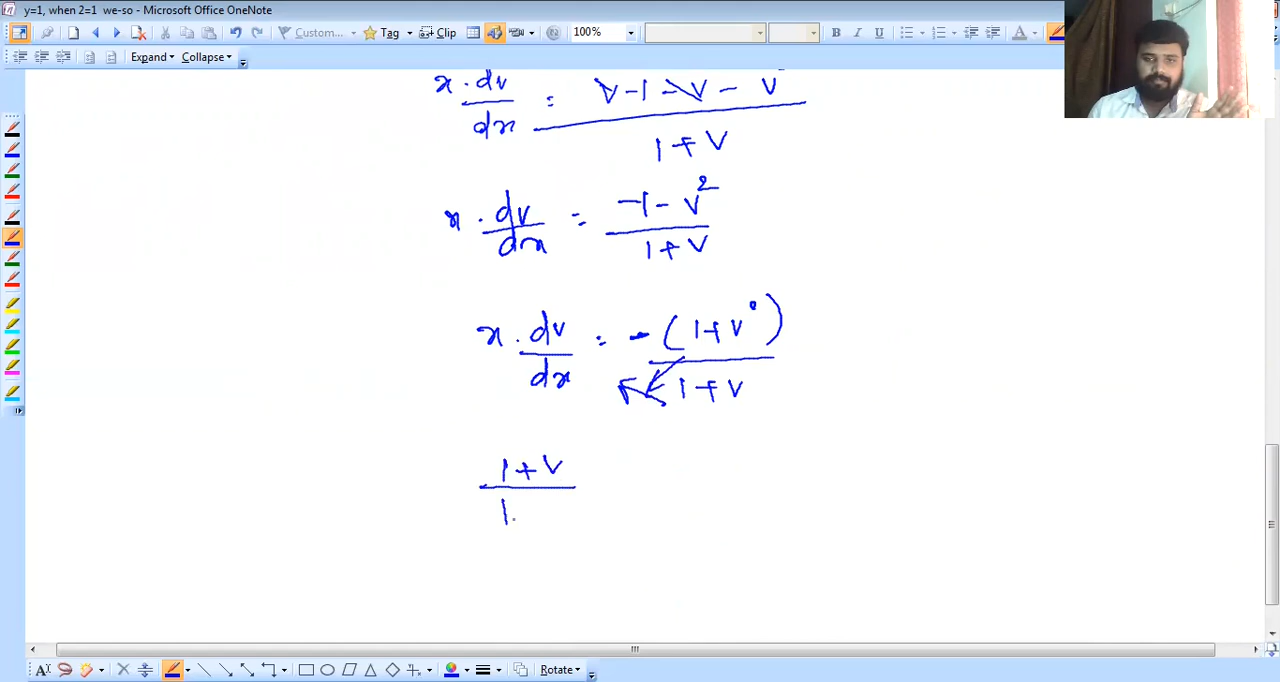 y=1, when 2=1 we-so - Microsoft Office OneNote
Custom... Tag Clip 100% B I U A
Expand Collapse
x . dv/dx = v - 1 - v - v / 1 + v
x . dv/dx = -1 - v² / 1 + v
x . dv/dx = - (1 + v²) / 1 + v
1 + v
1
A Rotate